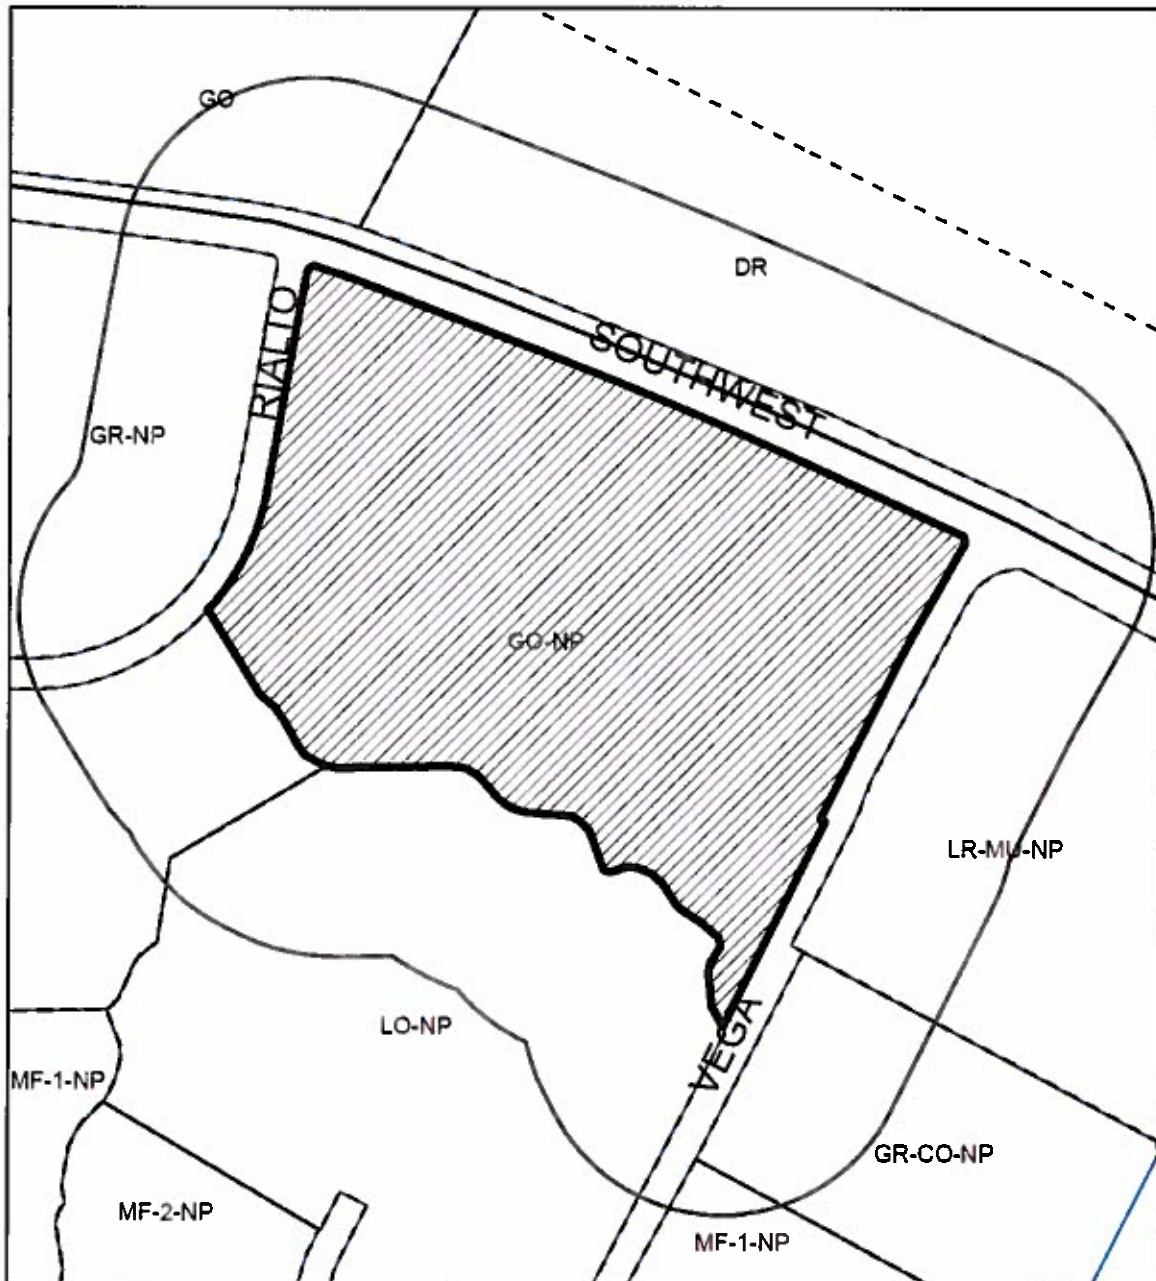 GO
DR
RIALTO
SOUTHWEST
GR-NP
GO-NP
LR-MU-NP
LO-NP
VEGA
MF-1-NP
GR-CO-NP
MF-2-NP
MF-1-NP